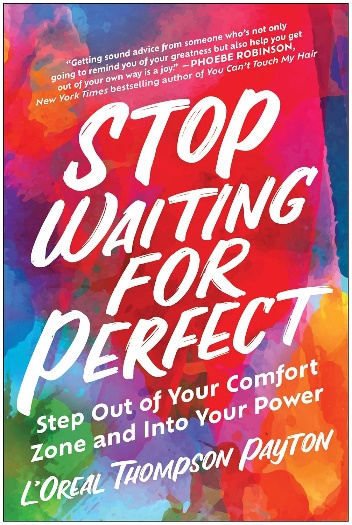 “Getting sound advice from someone who’s not only
going to remind you of your greatness but also help you get
out of your own way is a joy.” —PHOEBE ROBINSON,
New York Times bestselling author of You Can’t Touch My Hair
STOP
WAITING
FOR
PERFECT
Step Out of Your Comfort
Zone and Into Your Power
L’OREAL THOMPSON PAYTON